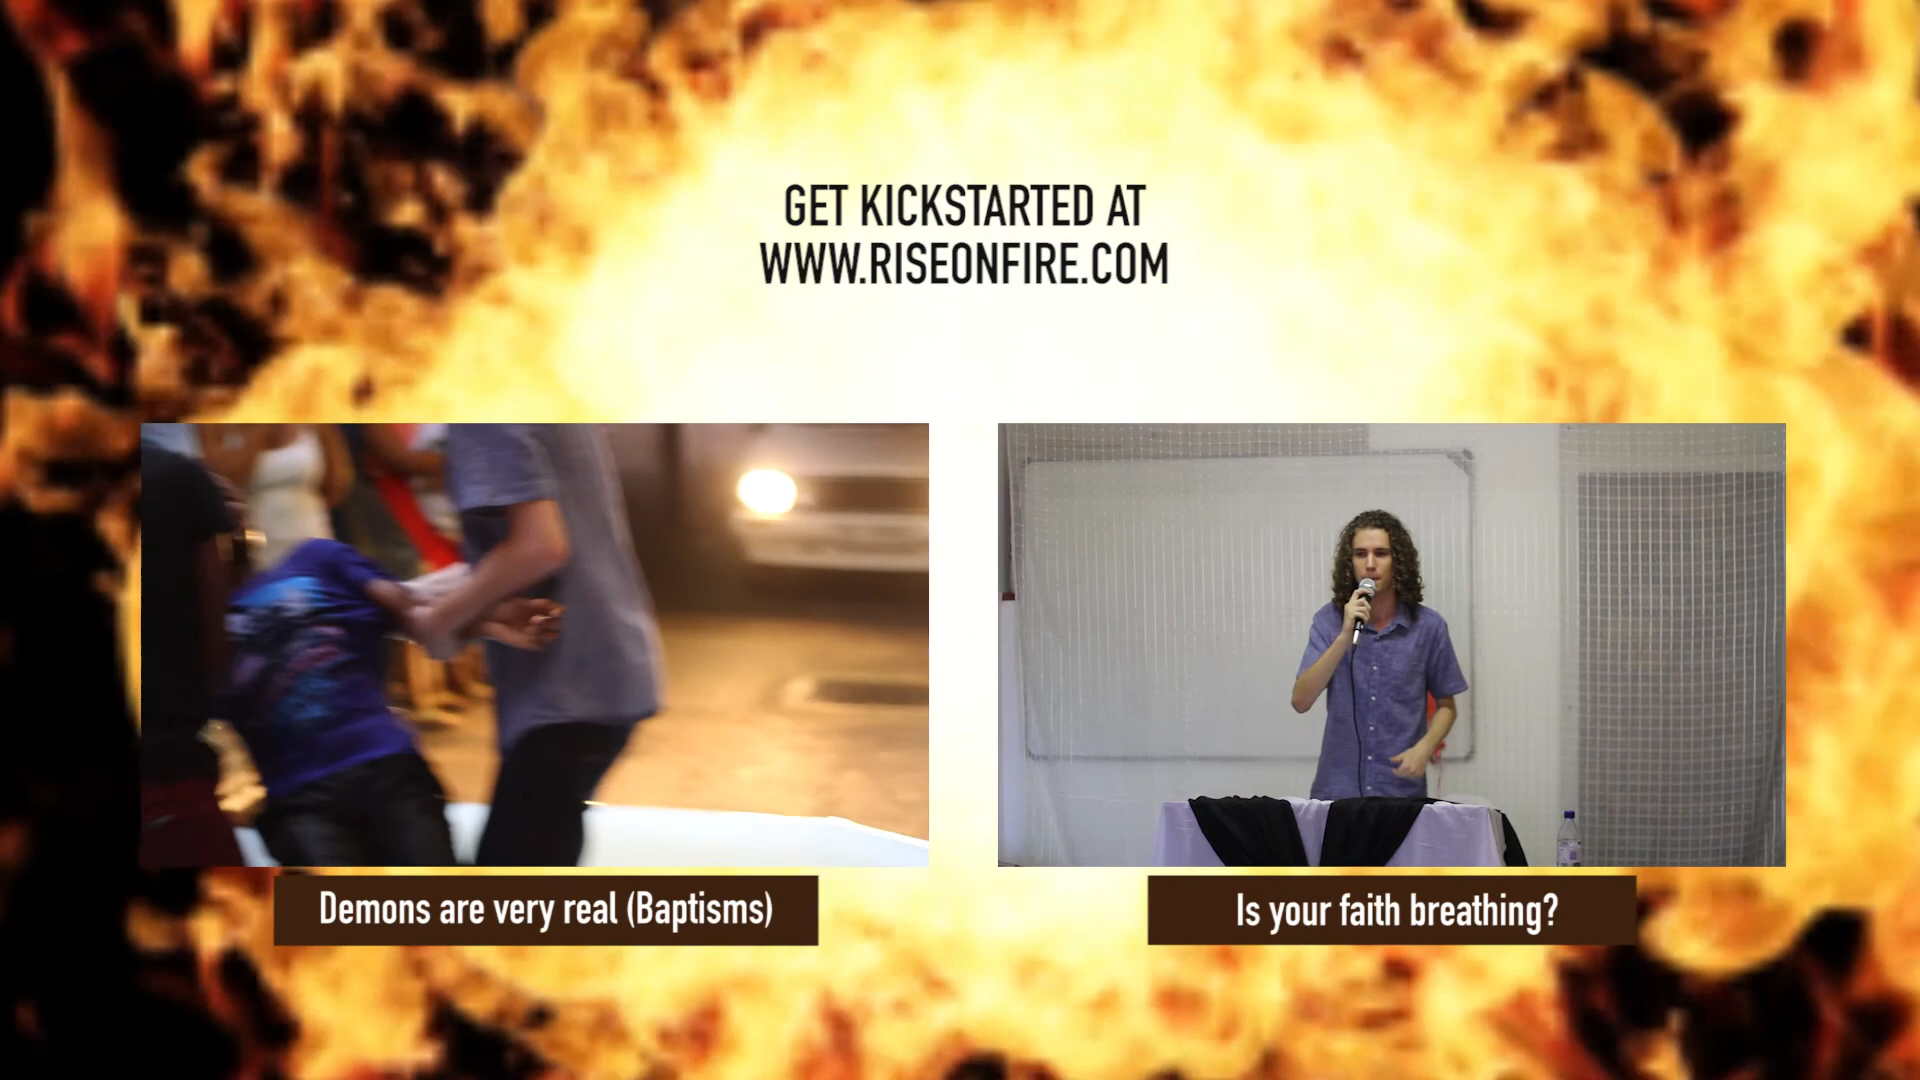 GET KICKSTARTED AT
WWW.RISEONFIRE.COM
Demons are very real (Baptisms)
Is your faith breathing?